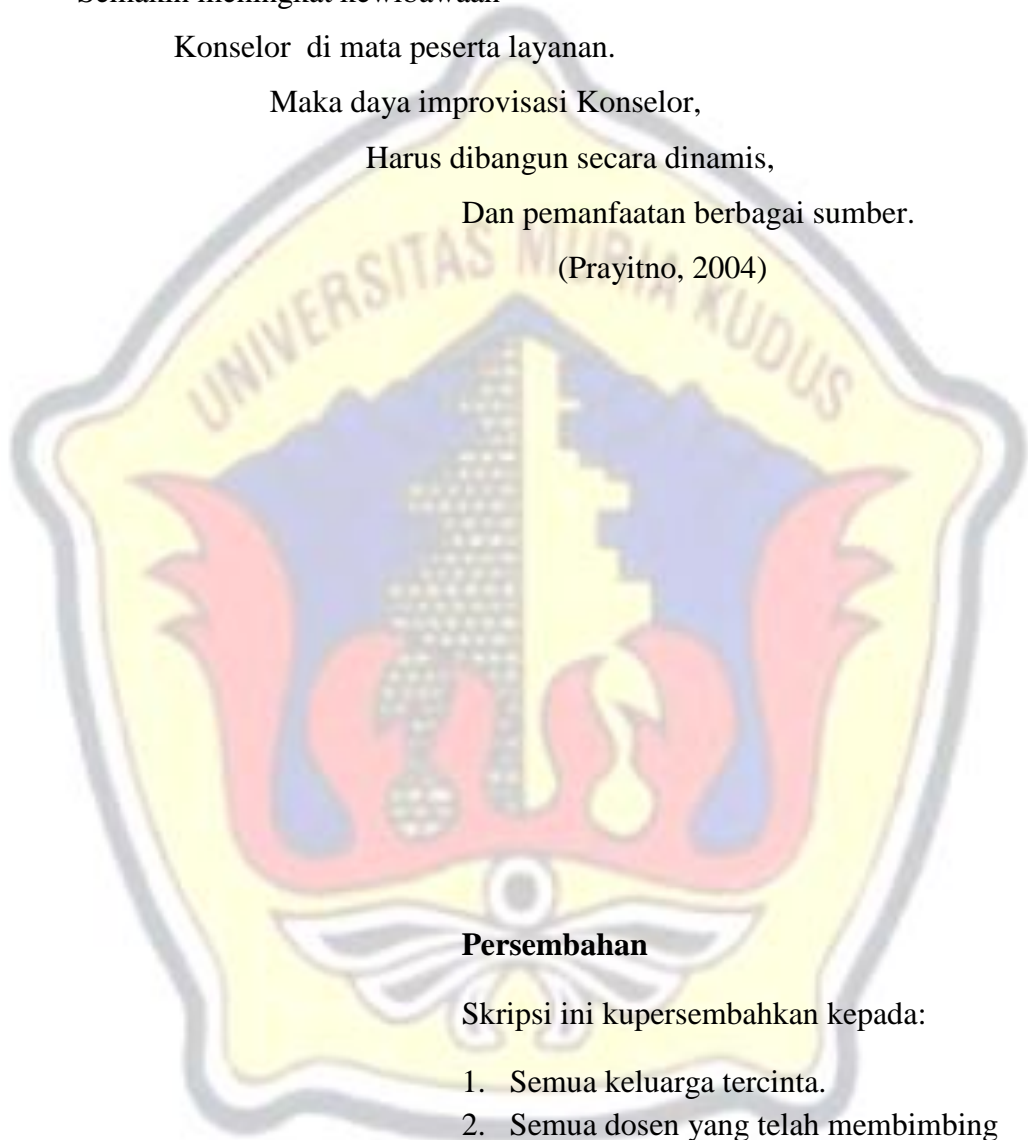 Konselor di mata peserta layanan.
Maka daya improvisasi Konselor,
Harus dibangun secara dinamis,
Dan pemanfaatan berbagai sumber.
(Prayitno, 2004)
UNIVERSITAS MURIA KUDUS
Persembahan
Skripsi ini kupersembahkan kepada:
1. Semua keluarga tercinta.
2. Semua dosen yang telah membimbing